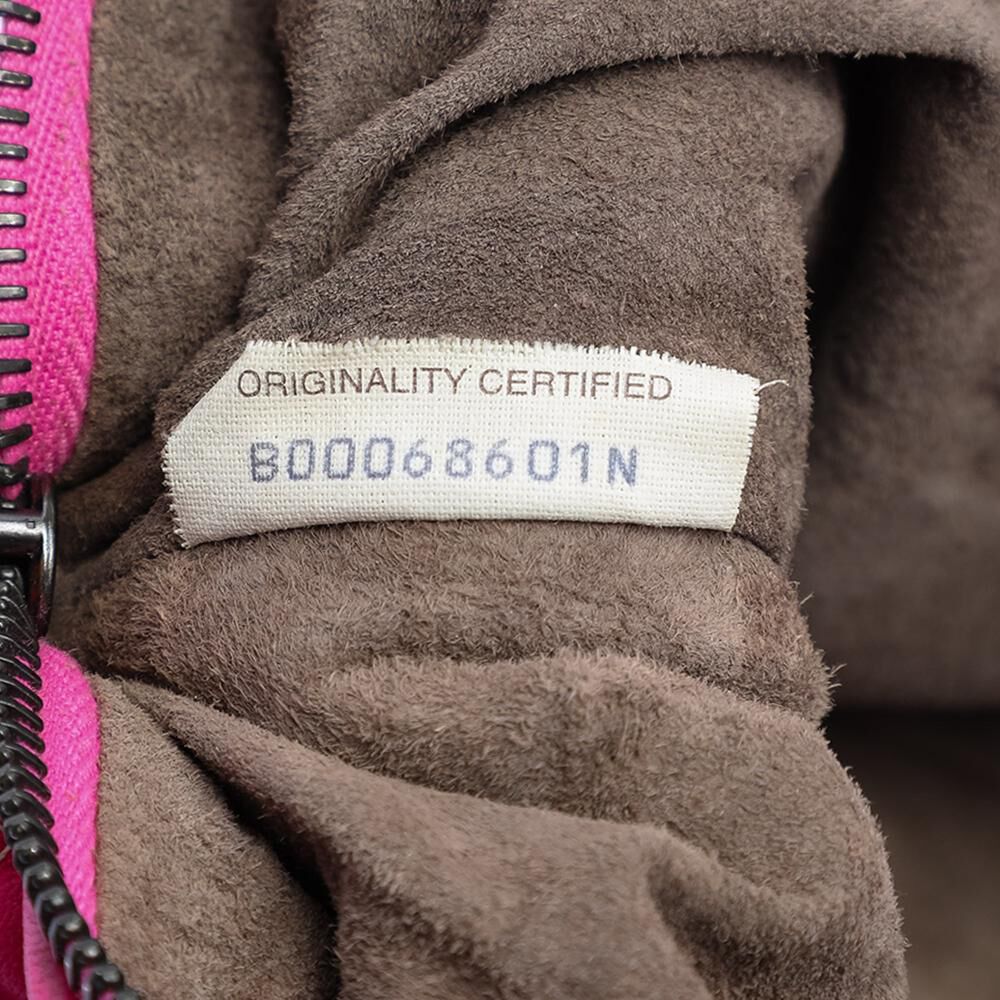 ORIGINALITY CERTIFIED
B00068601N